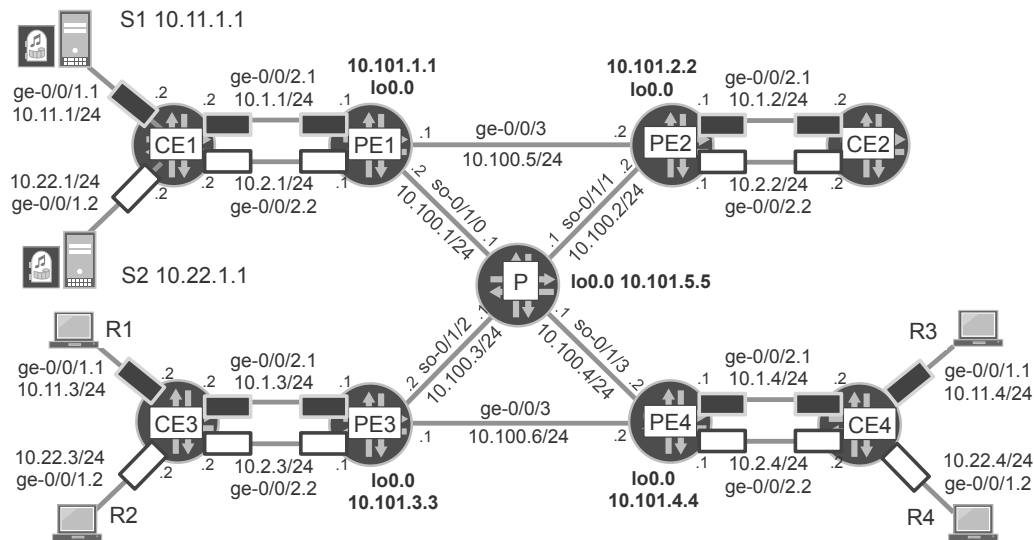 S1 10.11.1.1
ge-0/0/1.1
10.11.1/24
.2
.2
ge-0/0/2.1
10.1.1/24
.1
10.101.1.1
lo0.0
CE1
PE1
10.22.1/24
ge-0/0/1.2
.2
.2
10.2.1/24
ge-0/0/2.2
.1
S2 10.22.1.1
.1
ge-0/0/3
10.100.5/24
.2
10.101.2.2
lo0.0
.1
ge-0/0/2.1
10.1.2/24
.2
PE2
CE2
.1
10.2.2/24
ge-0/0/2.2
.2
.2
so-0/1/0
10.100.1/24
.1
.2
so-0/1/1
10.100.2/24
.1
P
lo0.0 10.101.5.5
.1
so-0/1/2
10.100.3/24
.2
.1
so-0/1/3
10.100.4/24
.2
R1
ge-0/0/1.1
10.11.3/24
.2
.2
ge-0/0/2.1
10.1.3/24
.1
CE3
PE3
10.22.3/24
ge-0/0/1.2
.2
.2
10.2.3/24
ge-0/0/2.2
.1
R2
lo0.0
10.101.3.3
.1
ge-0/0/3
10.100.6/24
.2
.1
ge-0/0/2.1
10.1.4/24
.2
.2
R3
ge-0/0/1.1
10.11.4/24
PE4
CE4
.1
10.2.4/24
ge-0/0/2.2
.2
.2
lo0.0
10.101.4.4
10.22.4/24
ge-0/0/1.2
R4